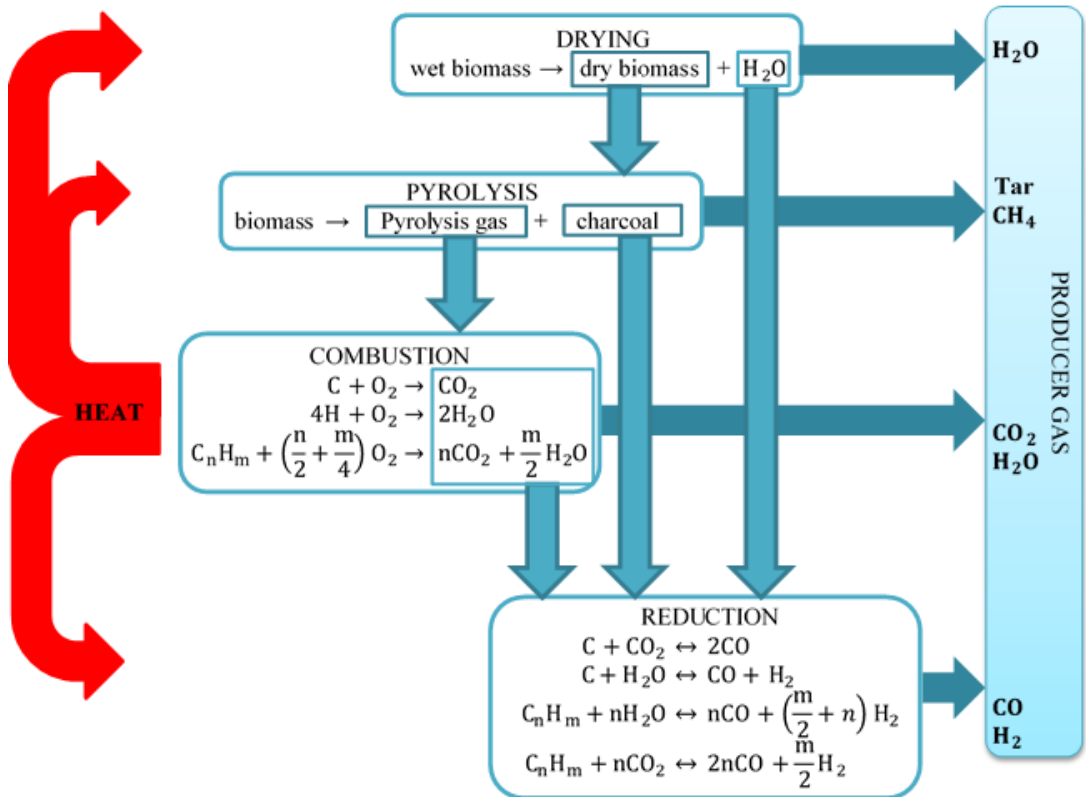 DRYING
wet biomass → dry biomass + H₂O
H₂O
PYROLYSIS
biomass → Pyrolysis gas + charcoal
Tar
CH₄
COMBUSTION
C + O₂ → CO₂
4H + O₂ → 2H₂O
CₙHₘ + (n/2 + m/4) O₂ → nCO₂ + m/2 H₂O
HEAT
CO₂
H₂O
PRODUCER GAS
REDUCTION
C + CO₂ ↔ 2CO
C + H₂O ↔ CO + H₂
CₙHₘ + nH₂O ↔ nCO + (m/2 + n) H₂
CₙHₘ + nCO₂ ↔ 2nCO + m/2 H₂
CO
H₂